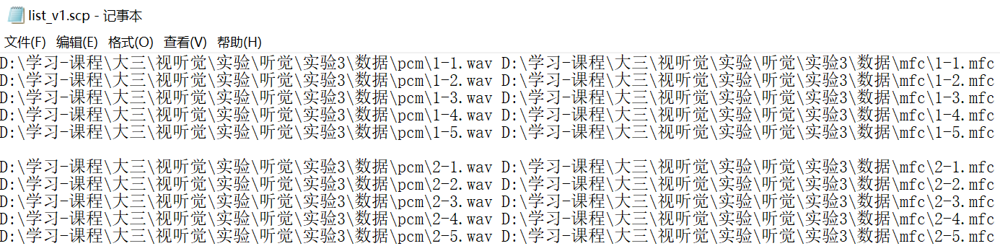 list_v1.scp - 记事本
文件(F) 编辑(E) 格式(O) 查看(V) 帮助(H)
D:\学习-课程\大三\视听觉\实验\听觉\实验3\数据\pcm\1-1.wav D:\学习-课程\大三\视听觉\实验\听觉\实验3\数据\mfc\1-1.mfc
D:\学习-课程\大三\视听觉\实验\听觉\实验3\数据\pcm\1-2.wav D:\学习-课程\大三\视听觉\实验\听觉\实验3\数据\mfc\1-2.mfc
D:\学习-课程\大三\视听觉\实验\听觉\实验3\数据\pcm\1-3.wav D:\学习-课程\大三\视听觉\实验\听觉\实验3\数据\mfc\1-3.mfc
D:\学习-课程\大三\视听觉\实验\听觉\实验3\数据\pcm\1-4.wav D:\学习-课程\大三\视听觉\实验\听觉\实验3\数据\mfc\1-4.mfc
D:\学习-课程\大三\视听觉\实验\听觉\实验3\数据\pcm\1-5.wav D:\学习-课程\大三\视听觉\实验\听觉\实验3\数据\mfc\1-5.mfc

D:\学习-课程\大三\视听觉\实验\听觉\实验3\数据\pcm\2-1.wav D:\学习-课程\大三\视听觉\实验\听觉\实验3\数据\mfc\2-1.mfc
D:\学习-课程\大三\视听觉\实验\听觉\实验3\数据\pcm\2-2.wav D:\学习-课程\大三\视听觉\实验\听觉\实验3\数据\mfc\2-2.mfc
D:\学习-课程\大三\视听觉\实验\听觉\实验3\数据\pcm\2-3.wav D:\学习-课程\大三\视听觉\实验\听觉\实验3\数据\mfc\2-3.mfc
D:\学习-课程\大三\视听觉\实验\听觉\实验3\数据\pcm\2-4.wav D:\学习-课程\大三\视听觉\实验\听觉\实验3\数据\mfc\2-4.mfc
D:\学习-课程\大三\视听觉\实验\听觉\实验3\数据\pcm\2-5.wav D:\学习-课程\大三\视听觉\实验\听觉\实验3\数据\mfc\2-5.mfc